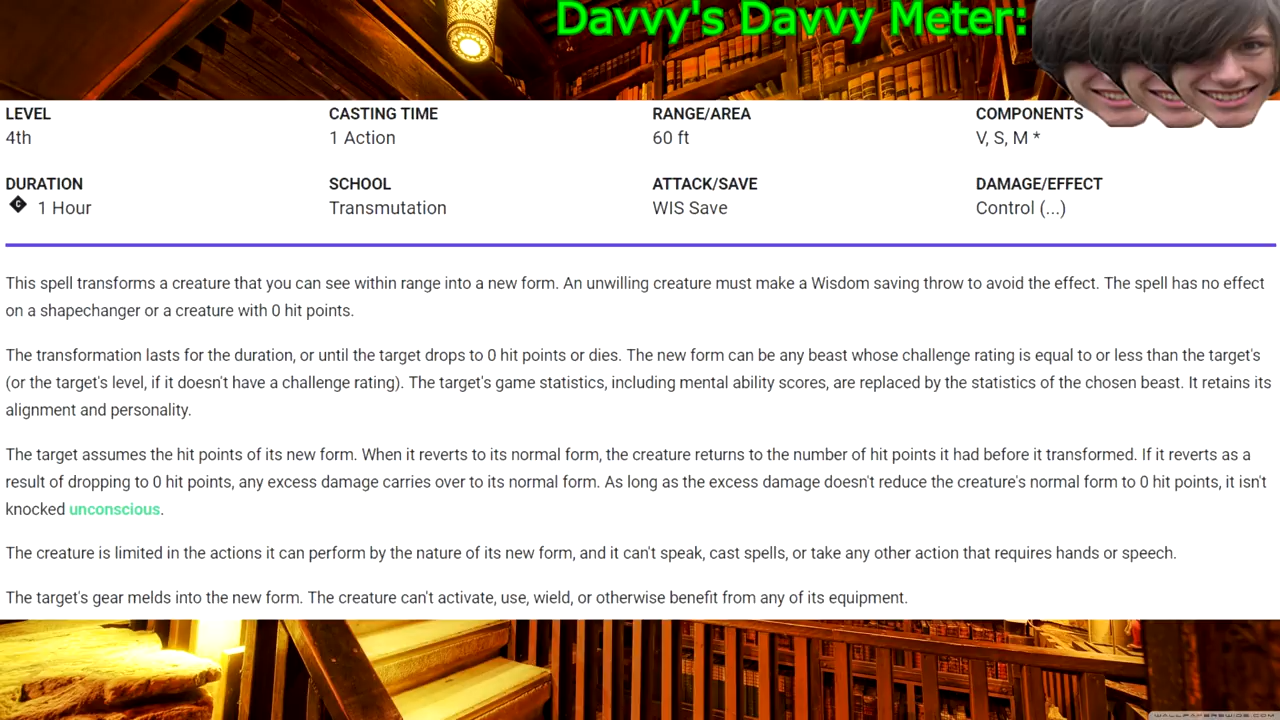 Davvy's Davvy Meter:
LEVEL
4th
CASTING TIME
1 Action
RANGE/AREA
60 ft
COMPONENTS
V, S, M *
DURATION
C 1 Hour
SCHOOL
Transmutation
ATTACK/SAVE
WIS Save
DAMAGE/EFFECT
Control (...)
This spell transforms a creature that you can see within range into a new form. An unwilling creature must make a Wisdom saving throw to avoid the effect. The spell has no effect
on a shapechanger or a creature with 0 hit points.
The transformation lasts for the duration, or until the target drops to 0 hit points or dies. The new form can be any beast whose challenge rating is equal to or less than the target's
(or the target's level, if it doesn't have a challenge rating). The target's game statistics, including mental ability scores, are replaced by the statistics of the chosen beast. It retains its
alignment and personality.
The target assumes the hit points of its new form. When it reverts to its normal form, the creature returns to the number of hit points it had before it transformed. If it reverts as a
result of dropping to 0 hit points, any excess damage carries over to its normal form. As long as the excess damage doesn't reduce the creature's normal form to 0 hit points, it isn't
knocked unconscious.
The creature is limited in the actions it can perform by the nature of its new form, and it can't speak, cast spells, or take any other action that requires hands or speech.
The target's gear melds into the new form. The creature can't activate, use, wield, or otherwise benefit from any of its equipment.
WALLPAPERSWIDE.COM